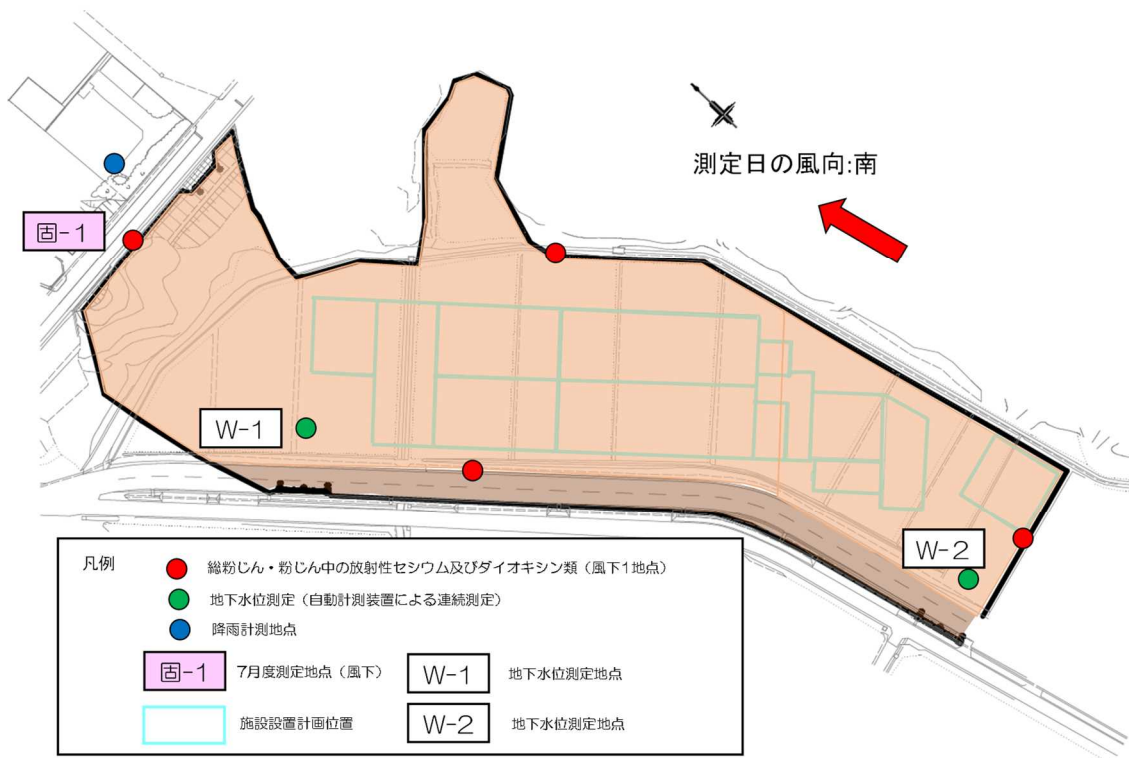 測定日の風向:南
固-1
W-1
W-2
凡例
総粉じん・粉じん中の放射性セシウム及びダイオキシン類（風下1地点）
地下水位測定（自動計測装置による連続測定）
降雨計測地点
固-1 7月度測定地点（風下） W-1 地下水位測定地点
施設設置計画位置 W-2 地下水位測定地点